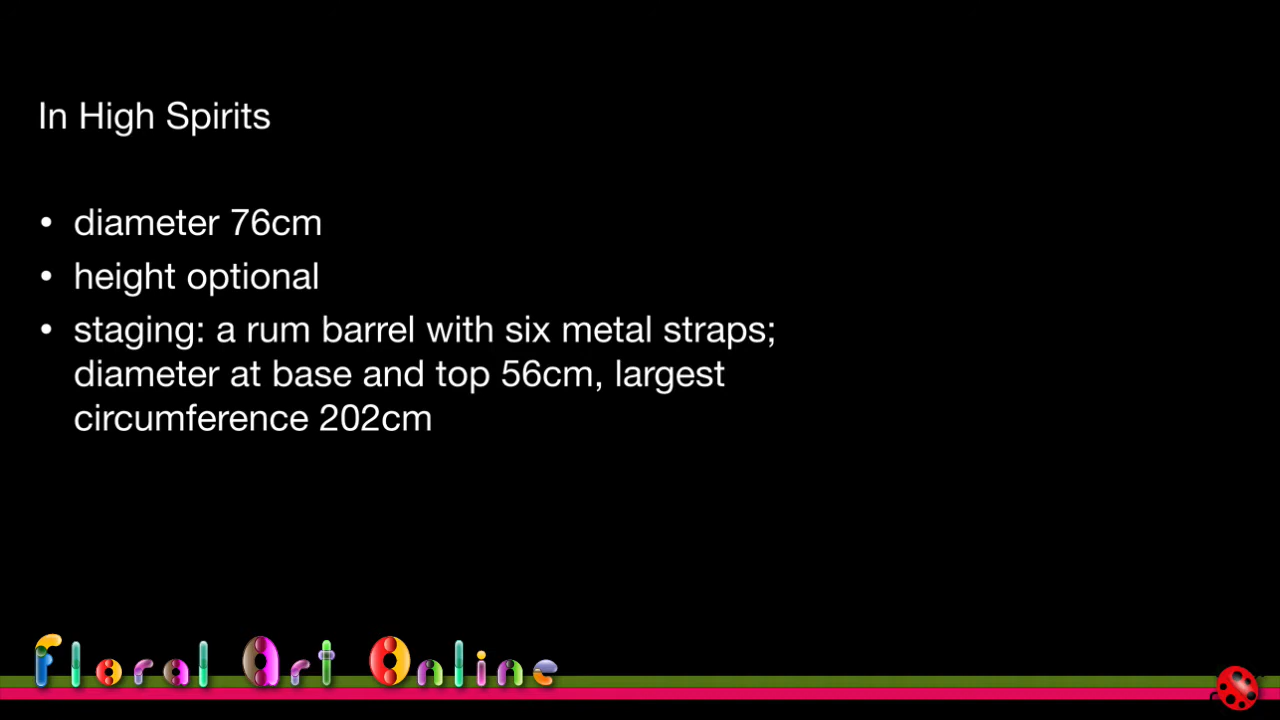 In High Spirits
• diameter 76cm
• height optional
• staging: a rum barrel with six metal straps;
diameter at base and top 56cm, largest
circumference 202cm
Floral Art Online